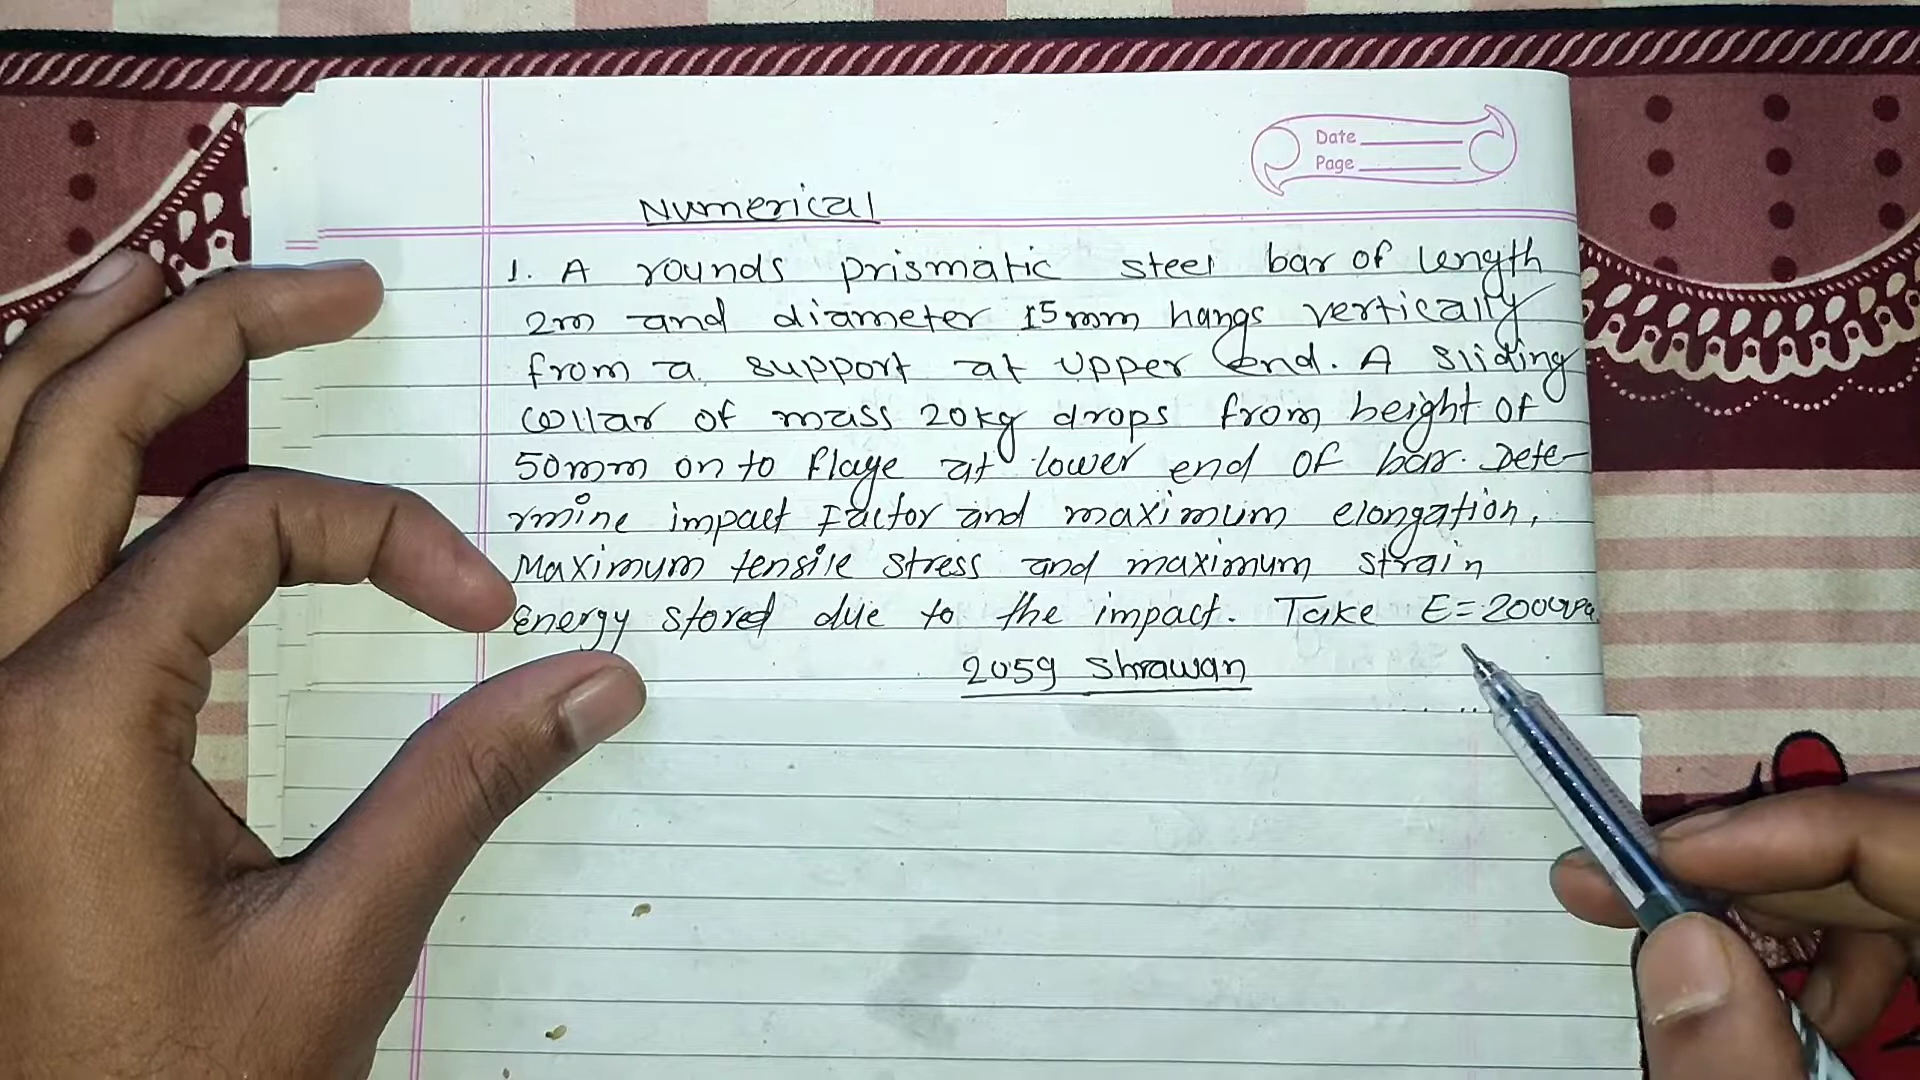 Date
Page
Numerical
1. A rounds prismatic steel bar of length
2m and diameter 15mm hangs vertically
from a support at upper end. A sliding
collar of mass 20kg drops from height of
50mm on to flage at lower end of bar. Dete-
rmine impact Factor and maximum elongation,
Maximum tensile stress and maximum strain
Energy stored due to the impact. Take E=200GPa
2059 Shrawan